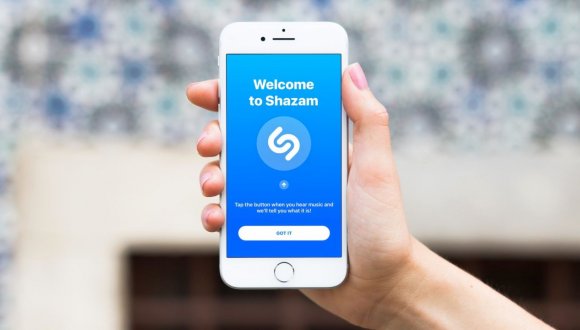 Welcome
to Shazam
Tap the button when you hear music and
we'll tell you what it is!
GOT IT